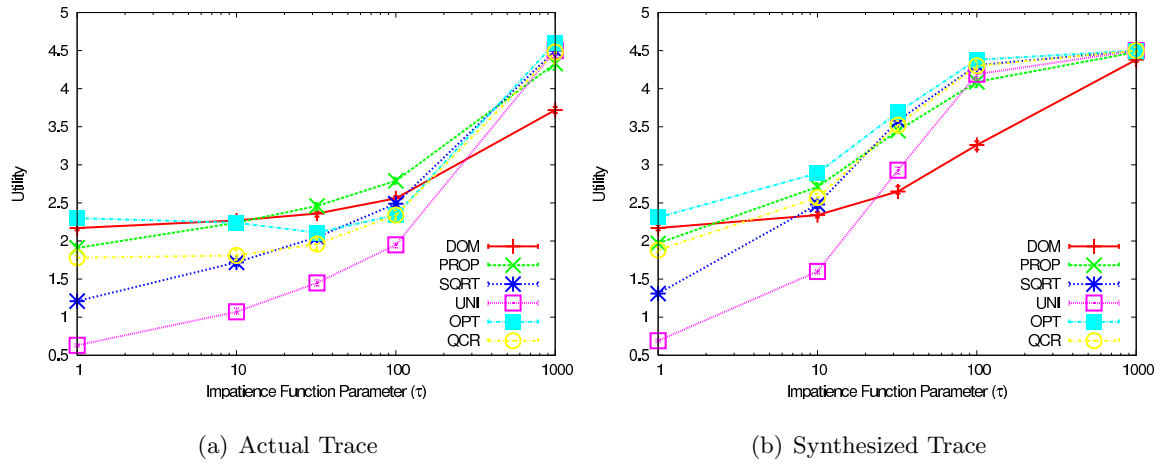 4.5
4
3.5
3
2.5
2
1.5
1
0.5
Utility
1 10 100 1000
Impatience Function Parameter (τ)
DOM
PROP
SQRT
UNI
OPT
QCR
(a) Actual Trace
4.5
4
3.5
3
2.5
2
1.5
1
0.5
Utility
1 10 100 1000
Impatience Function Parameter (τ)
DOM
PROP
SQRT
UNI
OPT
QCR
(b) Synthesized Trace